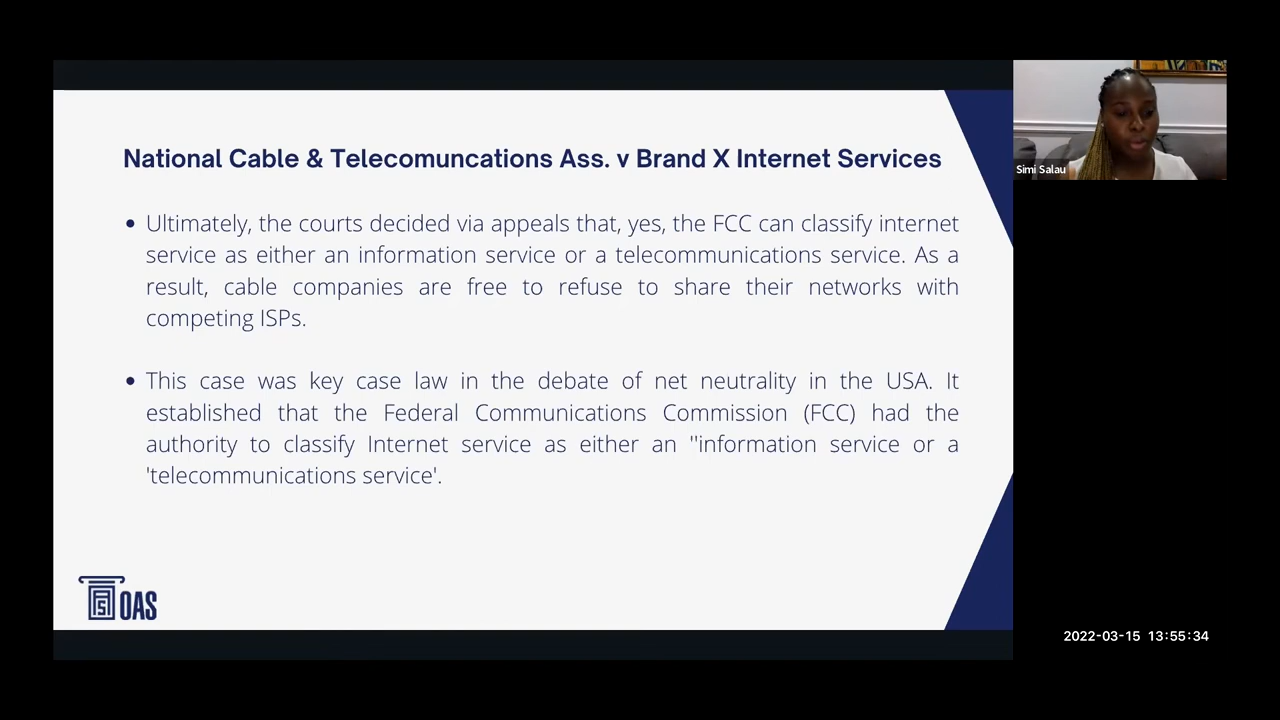 National Cable & Telecomuncations Ass. v Brand X Internet Services
Ultimately, the courts decided via appeals that, yes, the FCC can classify internet
service as either an information service or a telecommunications service. As a
result, cable companies are free to refuse to share their networks with
competing ISPs.
This case was key case law in the debate of net neutrality in the USA. It
established that the Federal Communications Commission (FCC) had the
authority to classify Internet service as either an "information service or a
'telecommunications service'.
OAS
Simi Salau
2022-03-15 13:55:34